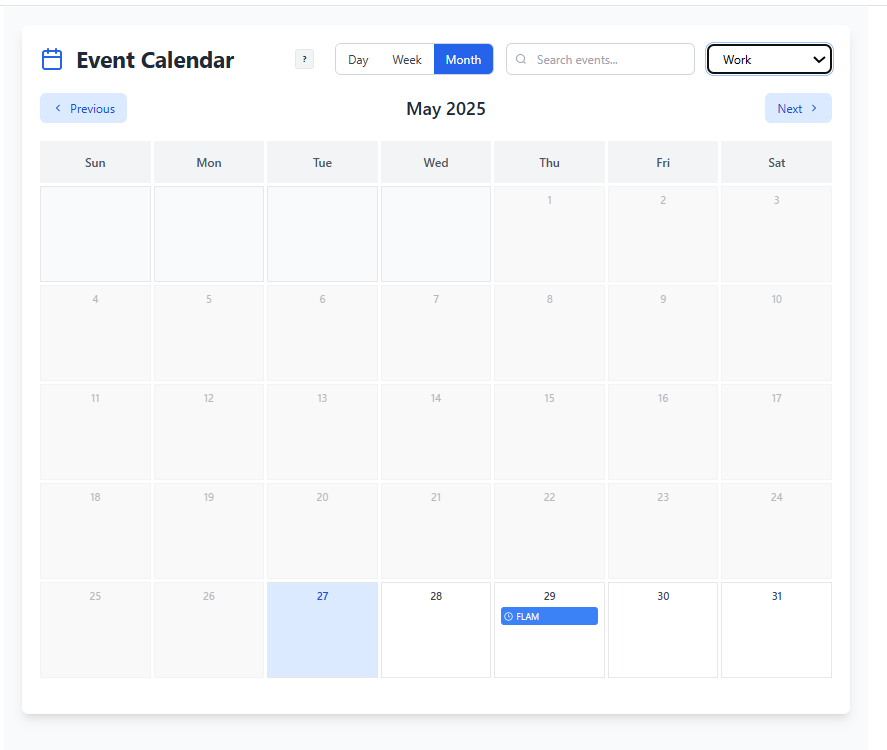 Event Calendar ? Day Week Month Search events... Work
Previous May 2025 Next
Sun Mon Tue Wed Thu Fri Sat
1 2 3
4 5 6 7 8 9 10
11 12 13 14 15 16 17
18 19 20 21 22 23 24
25 26 27 28 29 30 31
FLAM